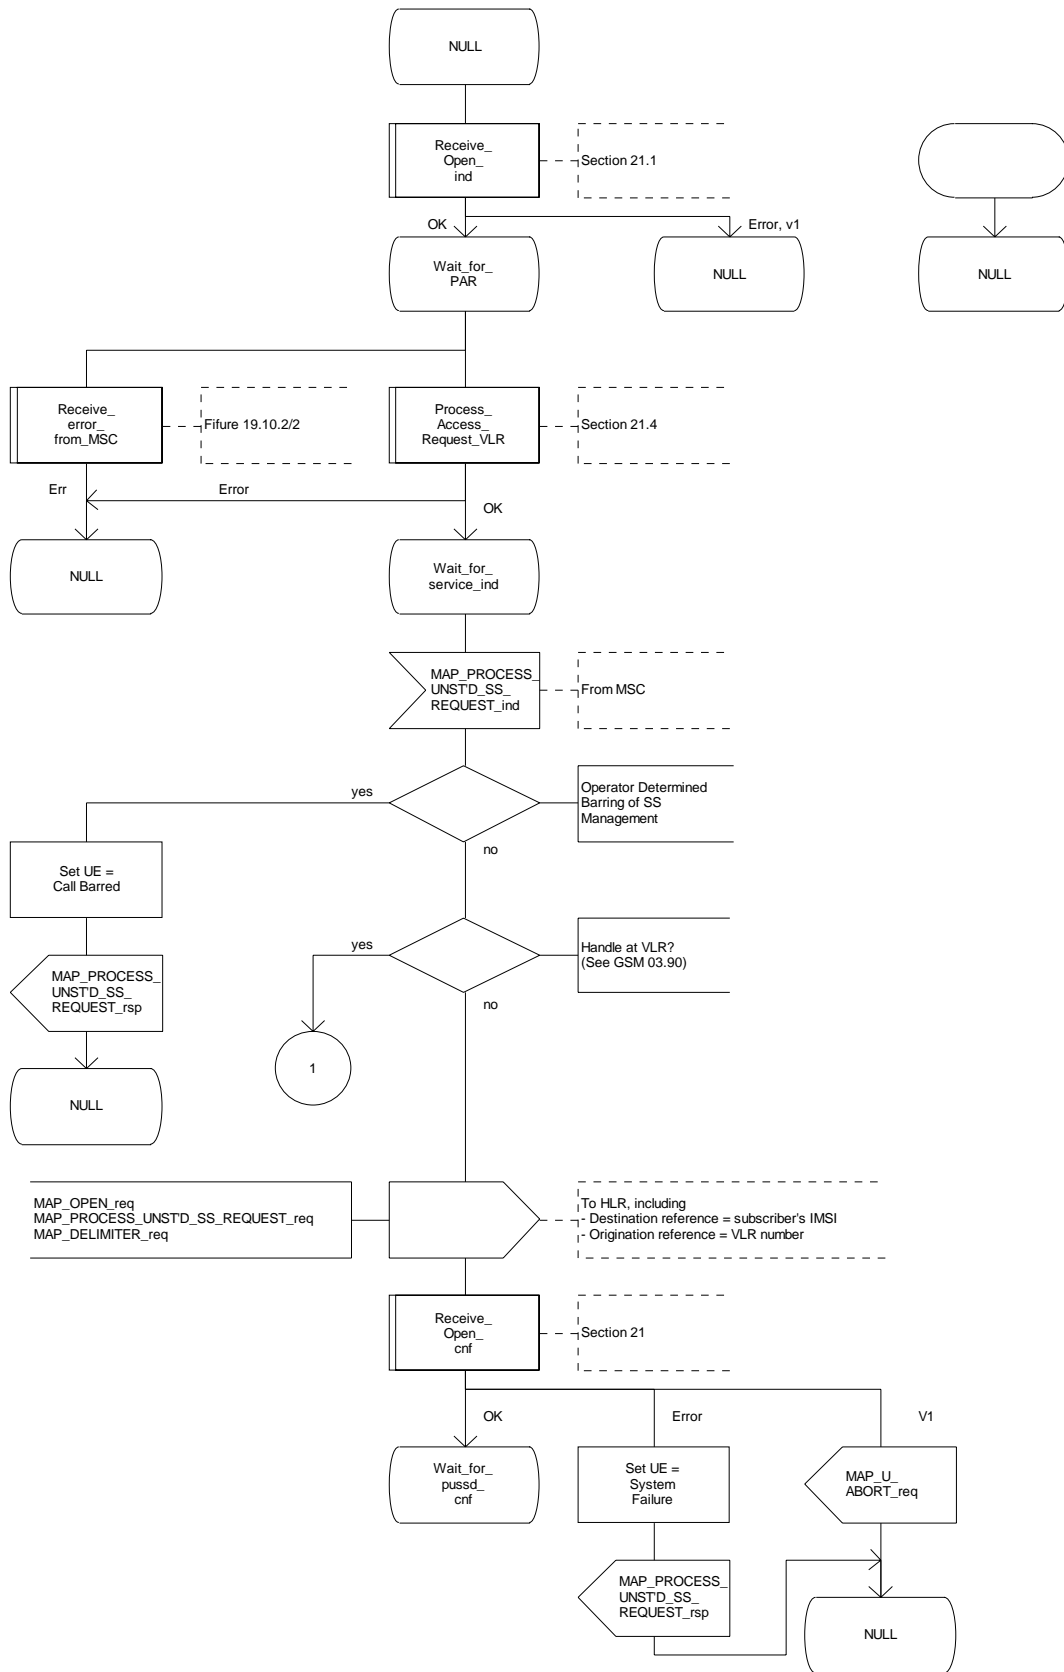 NULL
Receive_
Open_
ind
Section 21.1
OK
Error, v1
Wait_for_
PAR
NULL
NULL
Receive_
error_
from_MSC
Fifure 19.10.2/2
Process_
Access_
Request_VLR
Section 21.4
Err
Error
OK
NULL
Wait_for_
service_ind
MAP_PROCESS_
UNST'D_SS_
REQUEST_ind
From MSC
yes
Operator Determined
Barring of SS
Management
no
Set UE =
Call Barred
yes
Handle at VLR?
(See GSM 03.90)
MAP_PROCESS_
UNST'D_SS_
REQUEST_rsp
no
1
NULL
MAP_OPEN_req
MAP_PROCESS_UNST'D_SS_REQUEST_req
MAP_DELIMITER_req
To HLR, including
- Destination reference = subscriber's IMSI
- Origination reference = VLR number
Receive_
Open_
cnf
Section 21
OK
Error
V1
Wait_for_
pussd_
cnf
Set UE =
System
Failure
MAP_U_
ABORT_req
MAP_PROCESS_
UNST'D_SS_
REQUEST_rsp
NULL